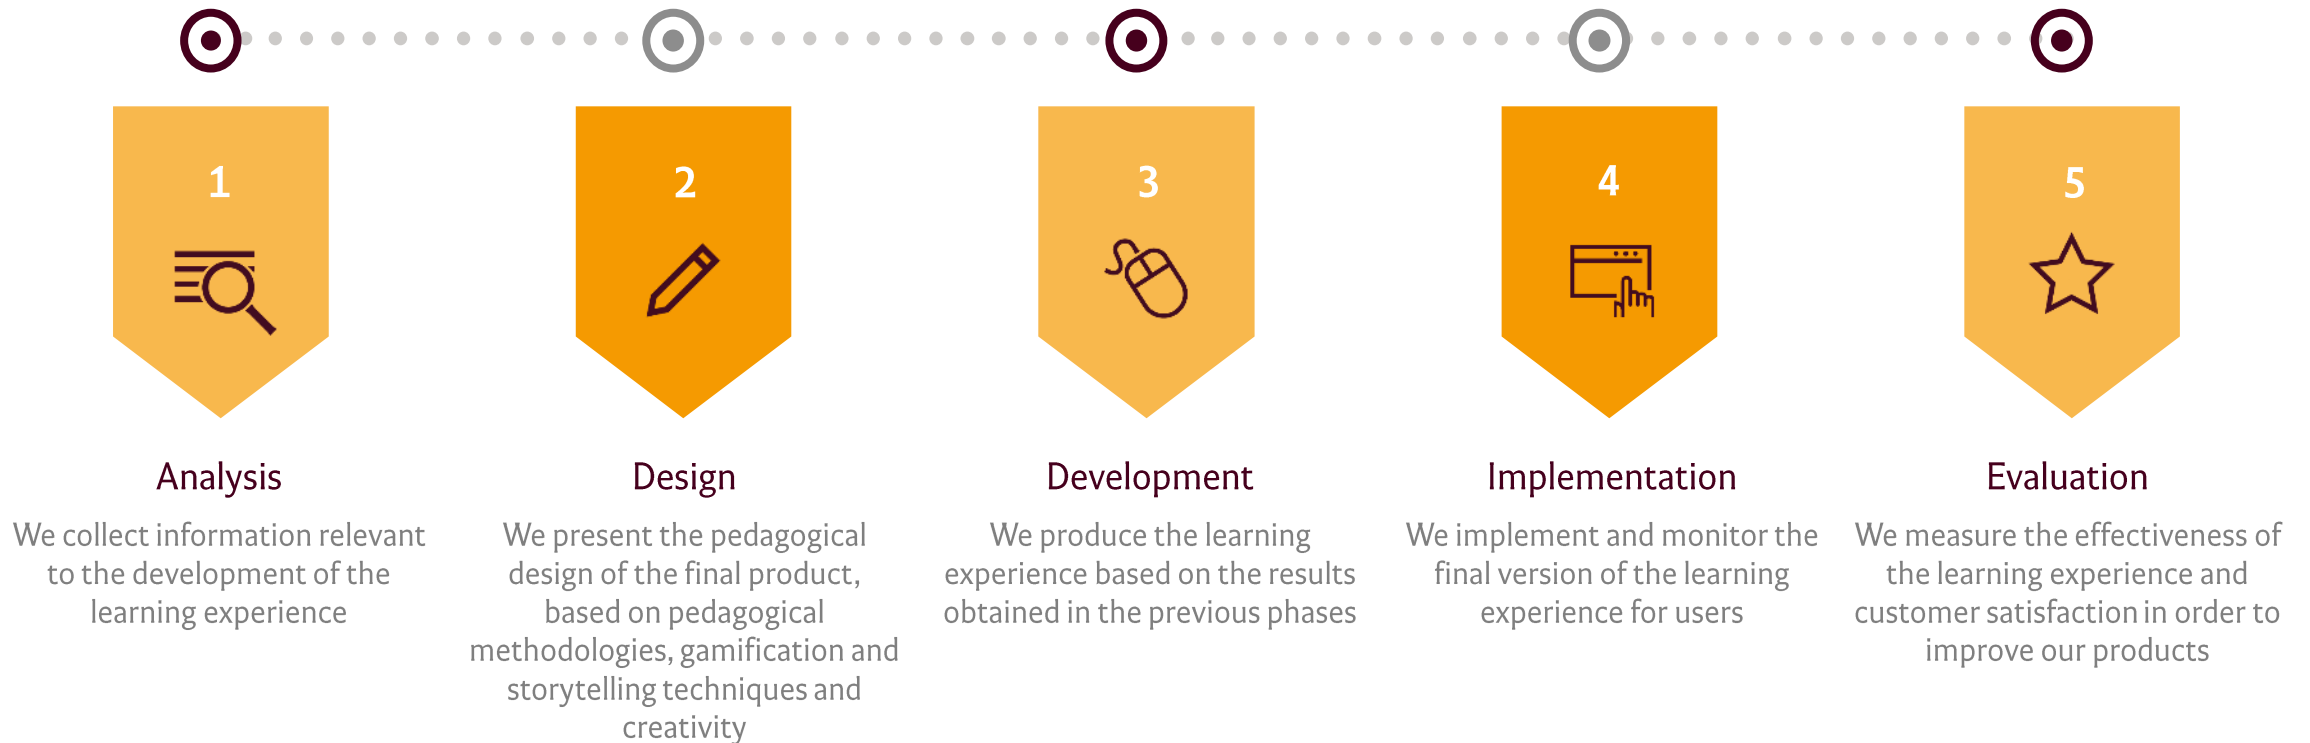 1
2
3
4
5
Analysis
We collect information relevant
to the development of the
learning experience
Design
We present the pedagogical
design of the final product,
based on pedagogical
methodologies, gamification and
storytelling techniques and
creativity
Development
We produce the learning
experience based on the results
obtained in the previous phases
Implementation
We implement and monitor the
final version of the learning
experience for users
Evaluation
We measure the effectiveness of
the learning experience and
customer satisfaction in order to
improve our products